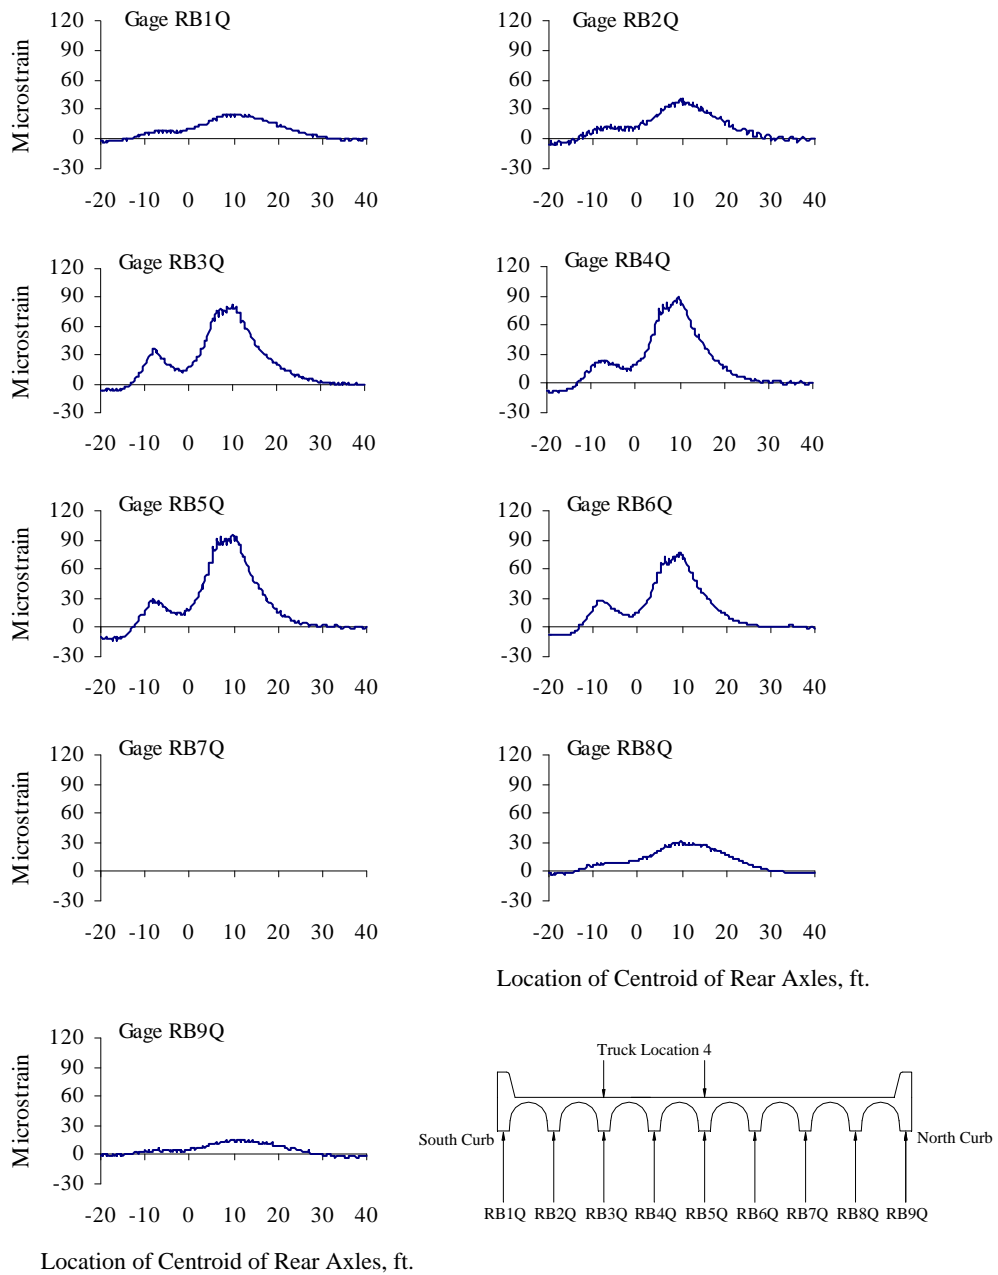 Gage RB1Q
Microstrain
120
90
60
30
0
-30
-20 -10 0 10 20 30 40
Gage RB2Q
120
90
60
30
0
-30
-20 -10 0 10 20 30 40
Gage RB3Q
Microstrain
120
90
60
30
0
-30
-20 -10 0 10 20 30 40
Gage RB4Q
120
90
60
30
0
-30
-20 -10 0 10 20 30 40
Gage RB5Q
Microstrain
120
90
60
30
0
-30
-20 -10 0 10 20 30 40
Gage RB6Q
120
90
60
30
0
-30
-20 -10 0 10 20 30 40
Gage RB7Q
Microstrain
120
90
60
30
0
-30
-20 -10 0 10 20 30 40
Gage RB8Q
120
90
60
30
0
-30
-20 -10 0 10 20 30 40
Location of Centroid of Rear Axles, ft.
Gage RB9Q
Microstrain
120
90
60
30
0
-30
-20 -10 0 10 20 30 40
Location of Centroid of Rear Axles, ft.
Truck Location 4
South Curb
North Curb
RB1Q RB2Q RB3Q RB4Q RB5Q RB6Q RB7Q RB8Q RB9Q